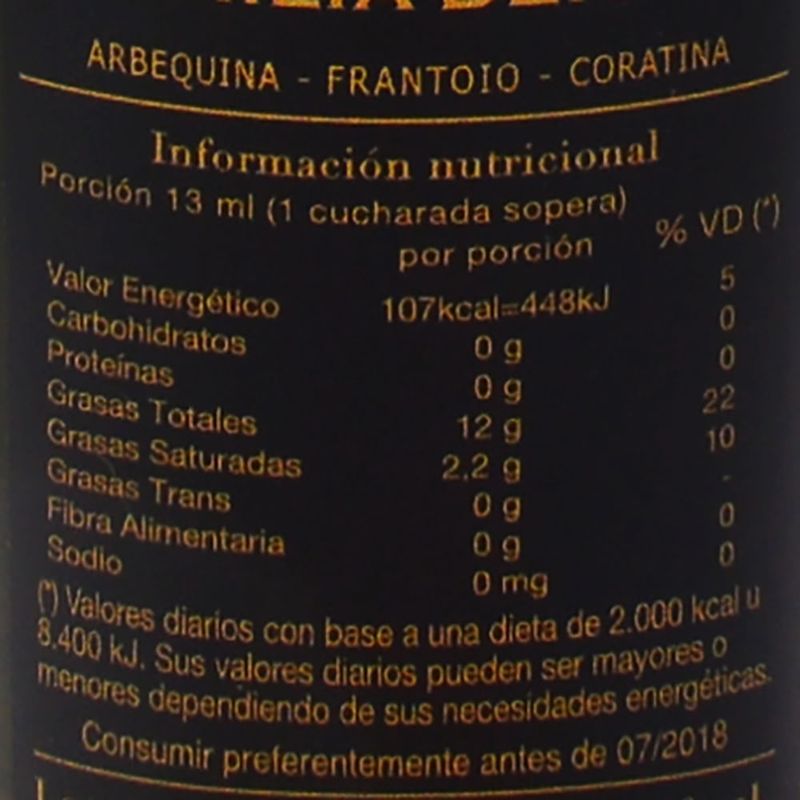 ARBEQUINA - FRANTOIO - CORATINA
Información nutricional
Porción 13 ml (1 cucharada sopera)
por porción % VD (*)
Valor Energético 107kcal=448kJ 5
Carbohidratos 0 g 0
Proteínas 0 g 0
Grasas Totales 12 g 22
Grasas Saturadas 2,2 g 10
Grasas Trans 0 g -
Fibra Alimentaria 0 g 0
Sodio 0 mg 0
(*) Valores diarios con base a una dieta de 2.000 kcal u
8.400 kJ. Sus valores diarios pueden ser mayores o
menores dependiendo de sus necesidades energéticas.
Consumir preferentemente antes de 07/2018